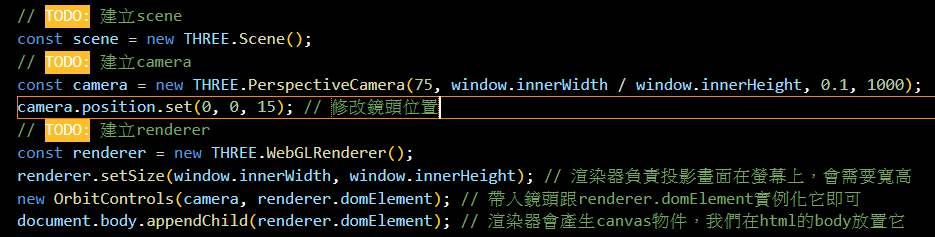 // TODO: 建立scene
const scene = new THREE.Scene();
// TODO: 建立camera
const camera = new THREE.PerspectiveCamera(75, window.innerWidth / window.innerHeight, 0.1, 1000);
camera.position.set(0, 0, 15); // 修改鏡頭位置
// TODO: 建立renderer
const renderer = new THREE.WebGLRenderer();
renderer.setSize(window.innerWidth, window.innerHeight); // 渲染器負責投影畫面在螢幕上，會需要寬高
new OrbitControls(camera, renderer.domElement); // 帶入鏡頭跟renderer.domElement實例化它即可
document.body.appendChild(renderer.domElement); // 渲染器會產生canvas物件，我們在html的body放置它